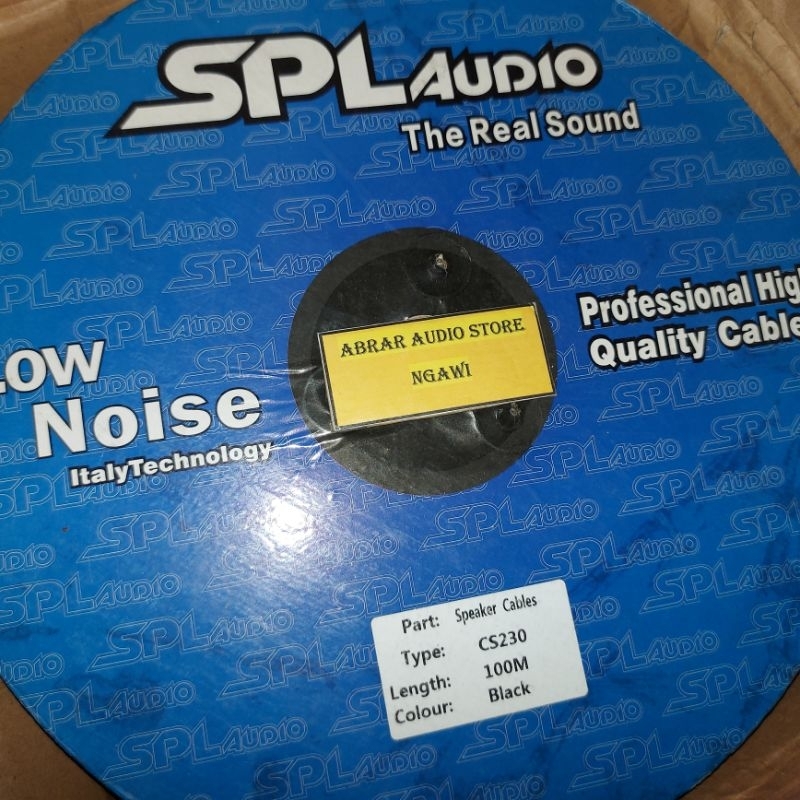 SPL AUDIO
The Real Sound
Low
Noise
ItalyTechnology
ABRAR AUDIO STORE
NGAWI
Professional High
Quality Cable
Part: Speaker Cables
Type: CS230
Length: 100M
Colour: Black